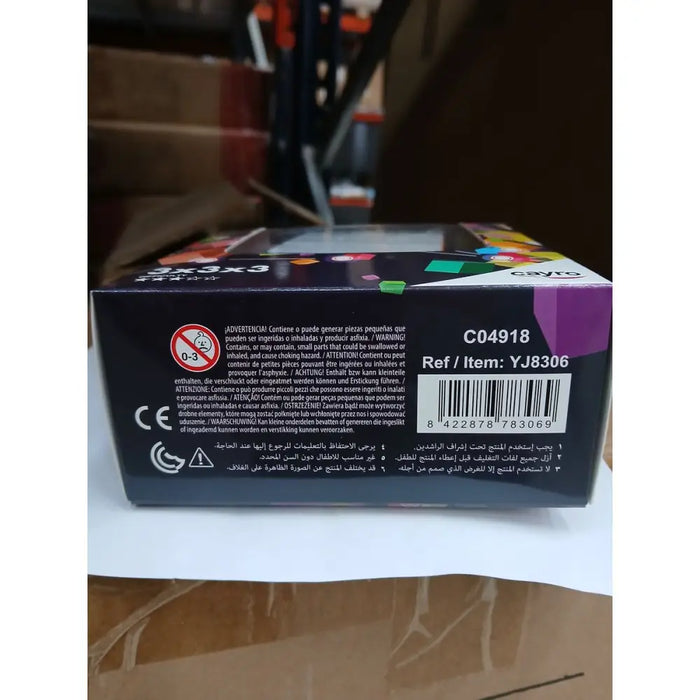 3x3x3
cayro
¡ADVERTENCIA! Contiene o puede generar piezas pequeñas que
pueden ser ingeridas o inhaladas y producir asfixia. / WARNING!
Contains, or may contain, small parts that could be swallowed or
inhaled, and cause choking hazard. / ATTENTION! Contient ou peut
contenir de petites pièces pouvant être ingérées ou inhalées et
provoquer l'asphyxie. / ACHTUNG! Enthält bzw kann kleinteile
enthalten, die verschluckt oder eingeatmet werden können und Erstickung führen. /
ATTENZIONE: Contiene o può produrre piccoli pezzi che possono essere ingeriti o inalati
e provocare asfissia. / ATENÇÃO! Contém ou pode gerar peças pequenas que podem ser
ingeridas ou inhaladas e causar asfixia. / OSTRZEŻENIE! Zawiera bądź może wytworzyć
drobne elementy, które mogą zostać połknięte lub wchłonięte przez nos i spowodować
uduszenie. / WAARSCHUWING! Kan kleine onderdelen bevatten of genereren die ingeslikt
of ingeademd kunnen worden en verstikking kunnen veroorzaken.
0-3
CE
C04918
Ref / Item: YJ8306
8 422878 783069
١ يجب إستخدم المنتج تحت إشراف الراشدين.
٢ أزل جميع لفات التغليف قبل إعطاء المنتج للطفل.
٣ لا تستخدم المنتج إلا للغرض الذي صمم من أجله.
٤ يرجى الاحتفاظ بالتعليمات للرجوع إليها عند الحاجة.
٥ غير مناسب للاطفال دون السن المحدد.
٦ قد يختلف المنتج عن الصورة الظاهرة على الغلاف.